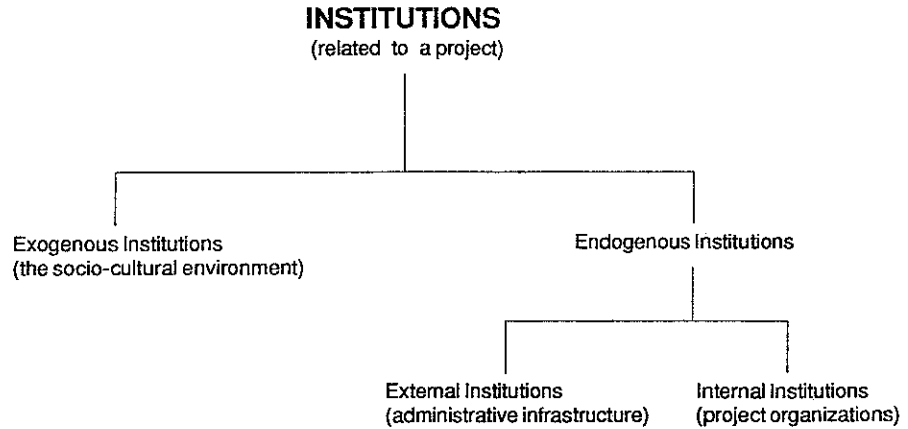 INSTITUTIONS
(related to a project)
Exogenous Institutions
(the socio-cultural environment)
Endogenous Institutions
External Institutions
(administrative infrastructure)
Internal Institutions
(project organizations)